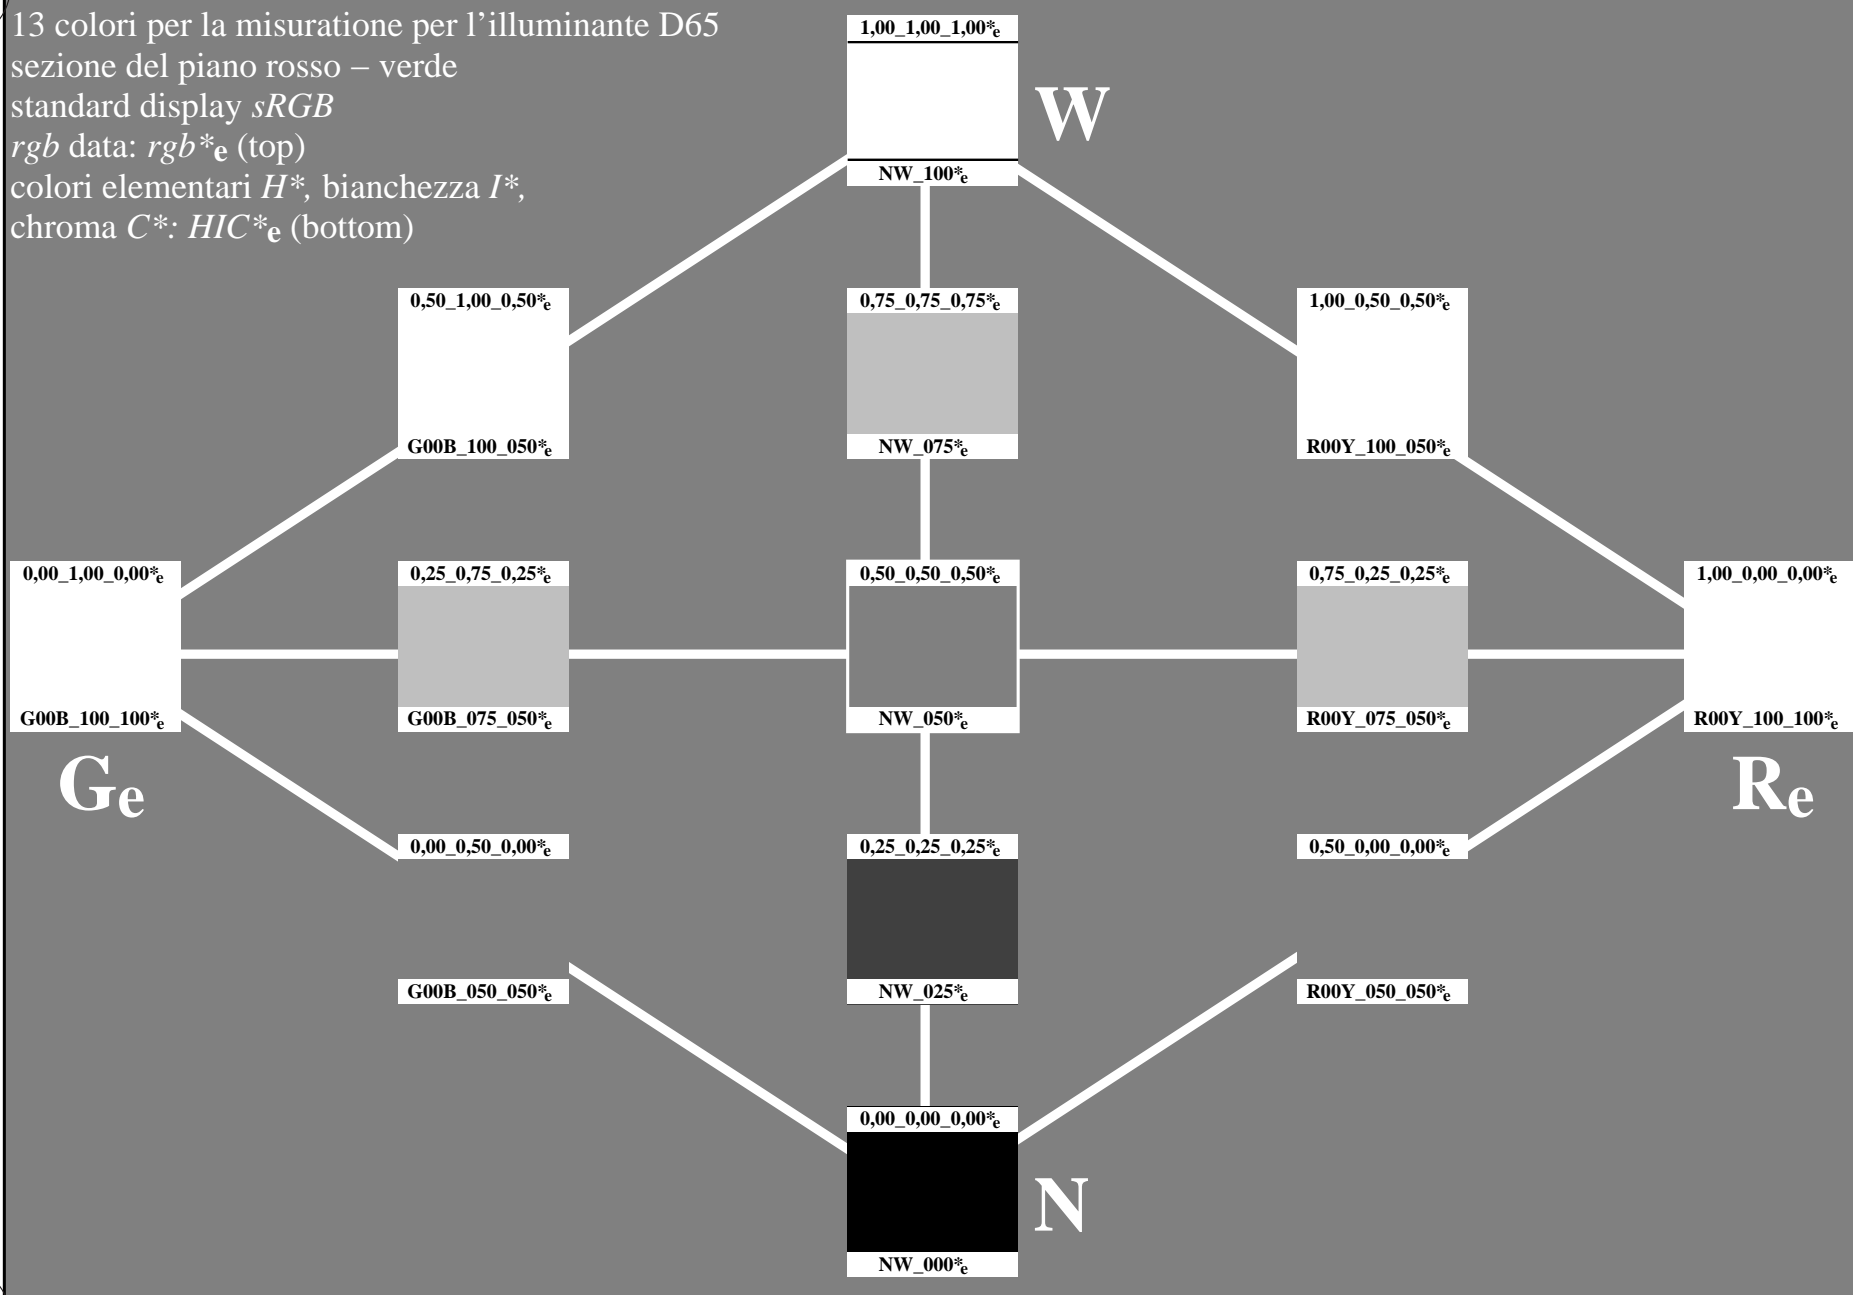 13 colori per la misuratione per l’illuminante D65
sezione del piano rosso – verde
standard display sRGB
rgb data: rgb*e (top)
colori elementari H*, bianchezza I*,
chroma C*: HIC*e (bottom)
1,00_1,00_1,00*e
W
NW_100*e
0,50_1,00_0,50*e
0,75_0,75_0,75*e
1,00_0,50_0,50*e
G00B_100_050*e
NW_075*e
R00Y_100_050*e
0,00_1,00_0,00*e
0,25_0,75_0,25*e
0,50_0,50_0,50*e
0,75_0,25_0,25*e
1,00_0,00_0,00*e
G00B_100_100*e
G00B_075_050*e
NW_050*e
R00Y_075_050*e
R00Y_100_100*e
Ge
Re
0,00_0,50_0,00*e
0,25_0,25_0,25*e
0,50_0,00_0,00*e
G00B_050_050*e
NW_025*e
R00Y_050_050*e
0,00_0,00_0,00*e
N
NW_000*e